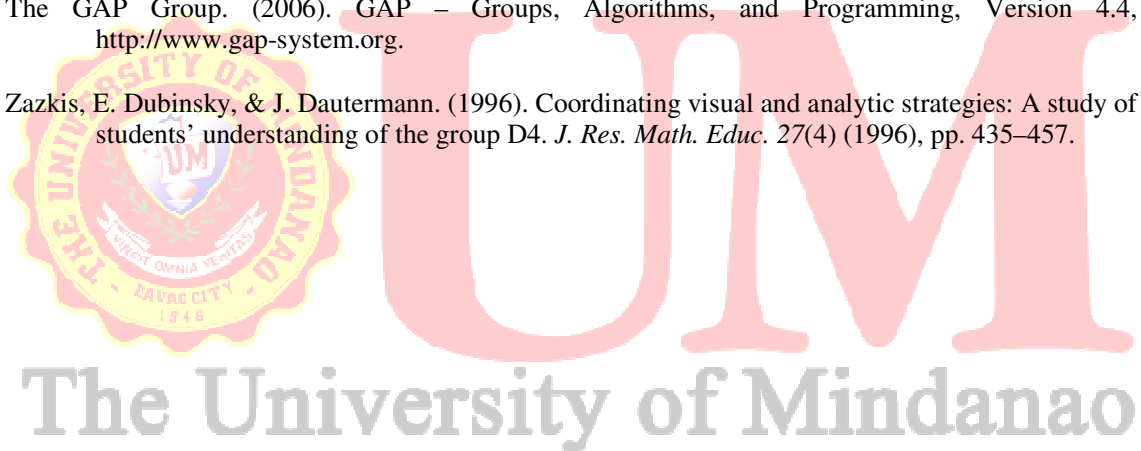 The GAP Group. (2006). GAP – Groups, Algorithms, and Programming, Version 4.4,
http://www.gap-system.org.
Zazkis, E. Dubinsky, & J. Dautermann. (1996). Coordinating visual and analytic strategies: A study of
students’ understanding of the group D4. J. Res. Math. Educ. 27(4) (1996), pp. 435–457.
UM
THE UNIVERSITY OF MINDANAO
UM
VINCIT OMNIA VERITAS
- DAVAO CITY -
1946
The University of Mindanao